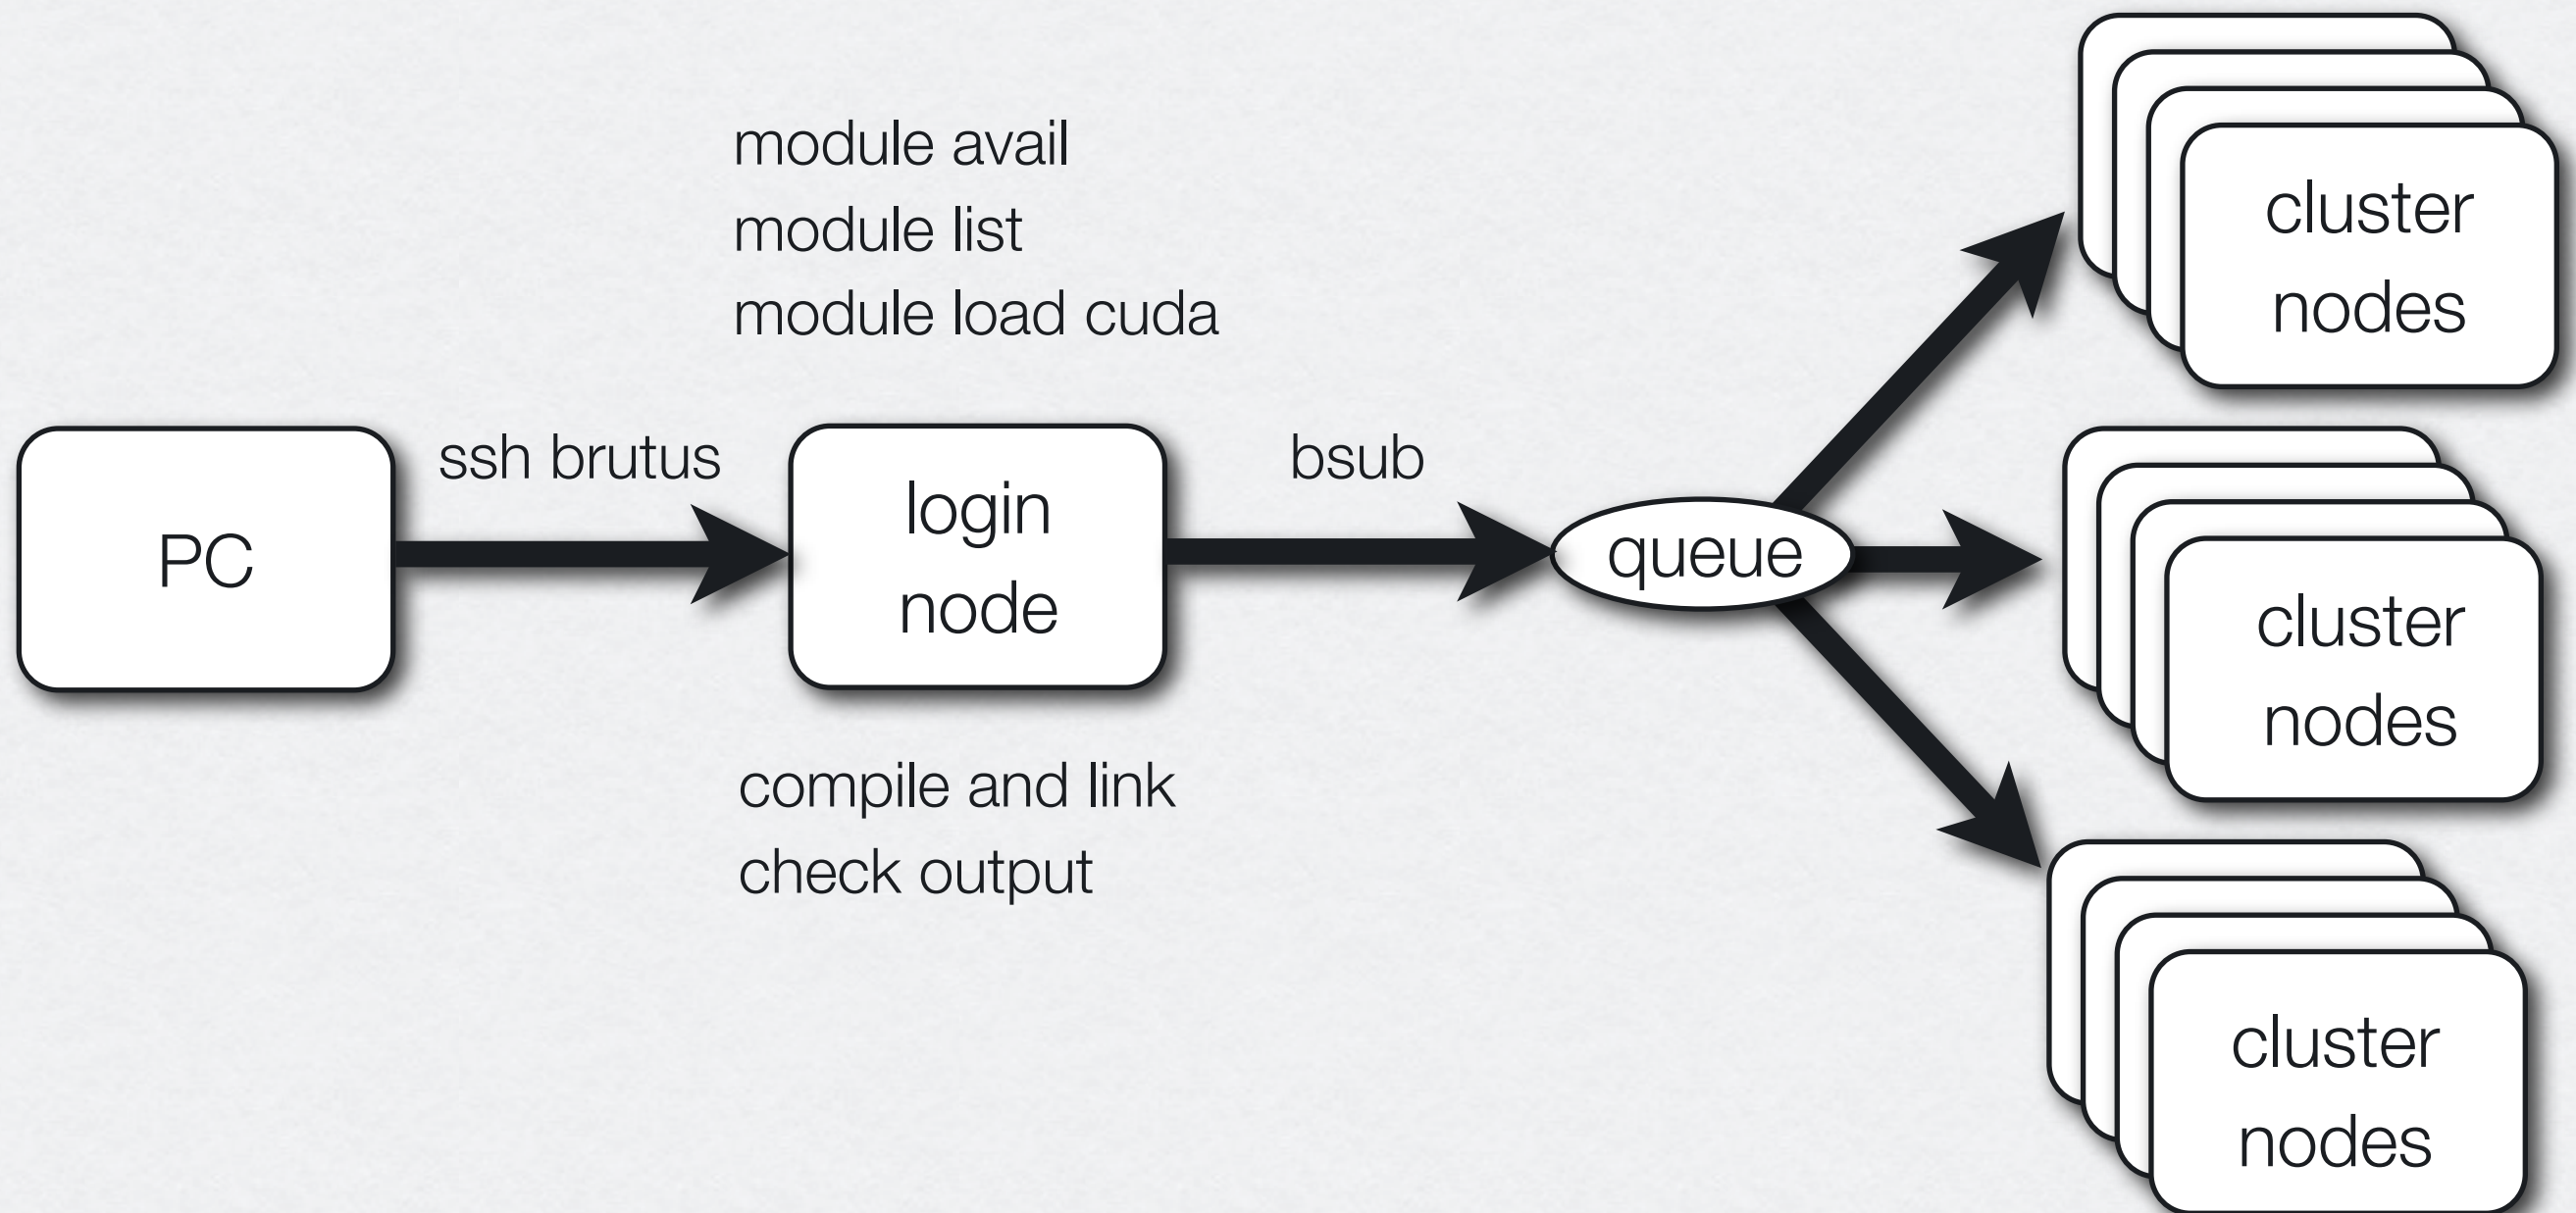 module avail
module list
module load cuda
PC
ssh brutus
login
node
bsub
queue
compile and link
check output
cluster
nodes
cluster
nodes
cluster
nodes